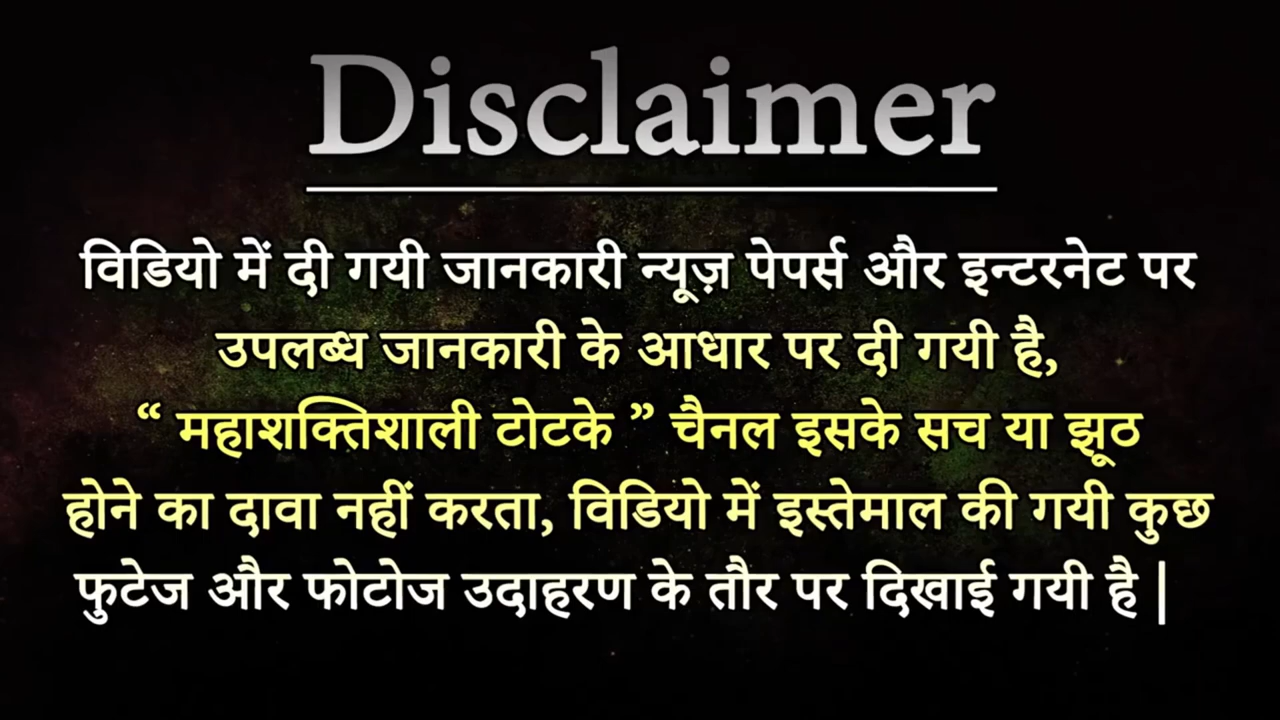 Disclaimer
विडियो में दी गयी जानकारी न्यूज़ पेपर्स और इन्टरनेट पर
उपलब्ध जानकारी के आधार पर दी गयी है,
“ महाशक्तिशाली टोटके ” चैनल इसके सच या झूठ
होने का दावा नहीं करता, विडियो में इस्तेमाल की गयी कुछ
फुटेज और फोटोज उदाहरण के तौर पर दिखाई गयी है |